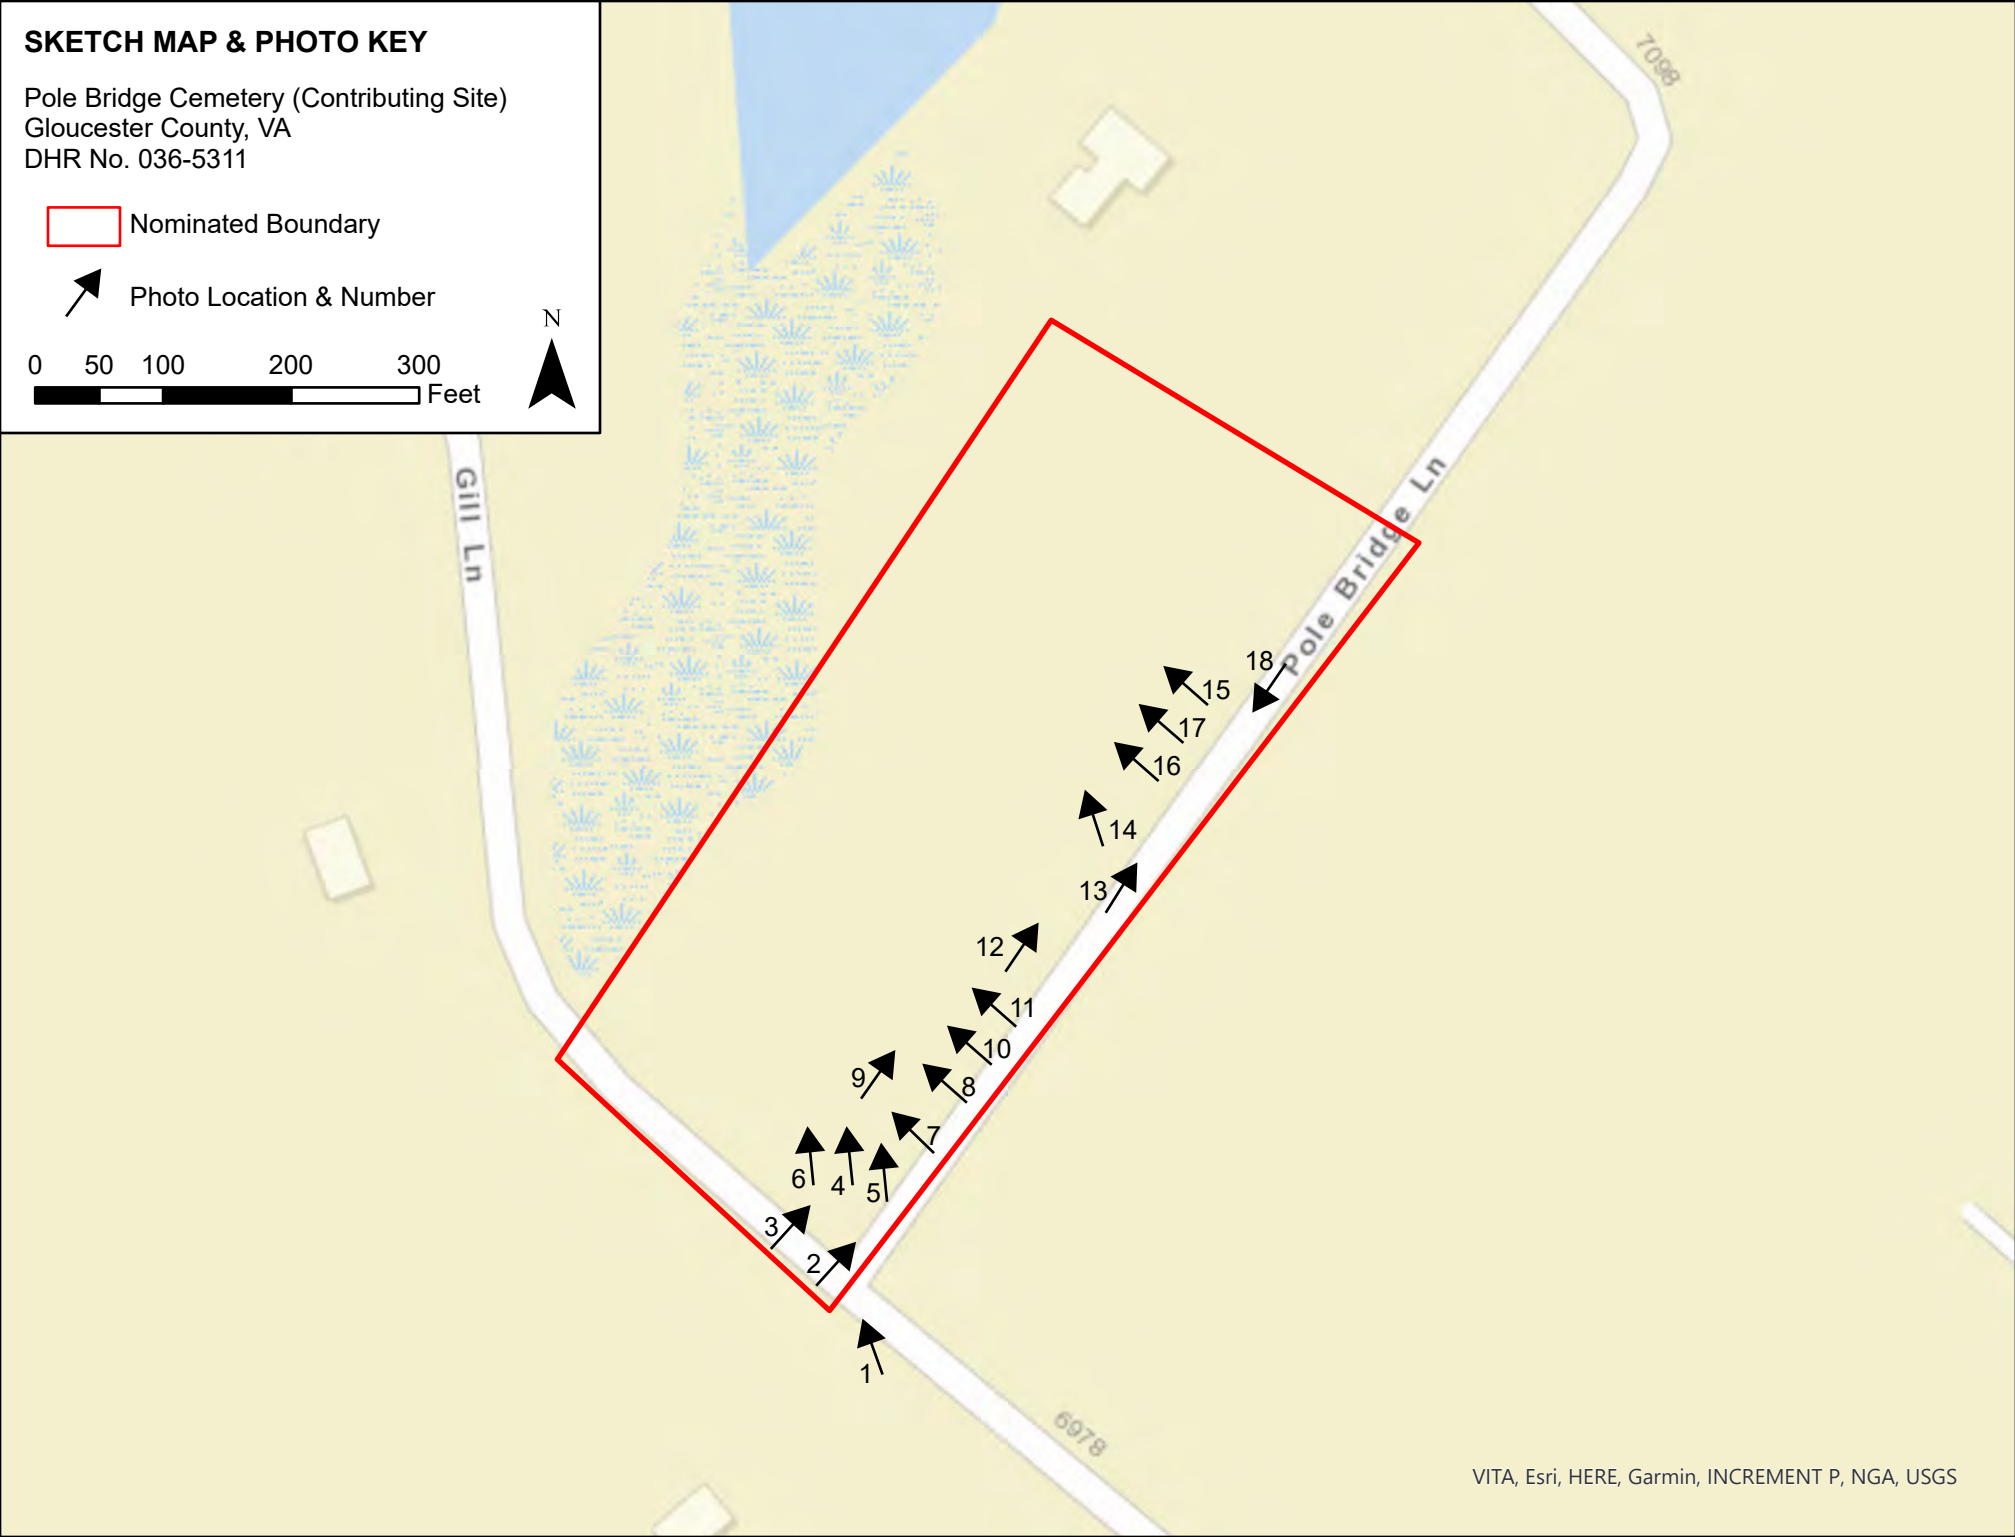 SKETCH MAP & PHOTO KEY
Pole Bridge Cemetery (Contributing Site)
Gloucester County, VA
DHR No. 036-5311
Nominated Boundary
Photo Location & Number
N
0 50 100 200 300
Feet
7098
Gill Ln
Pole Bridge Ln
18
15
17
16
14
13
12
11
10
9
8
7
6
4
5
3
2
1
6978
VITA, Esri, HERE, Garmin, INCREMENT P, NGA, USGS